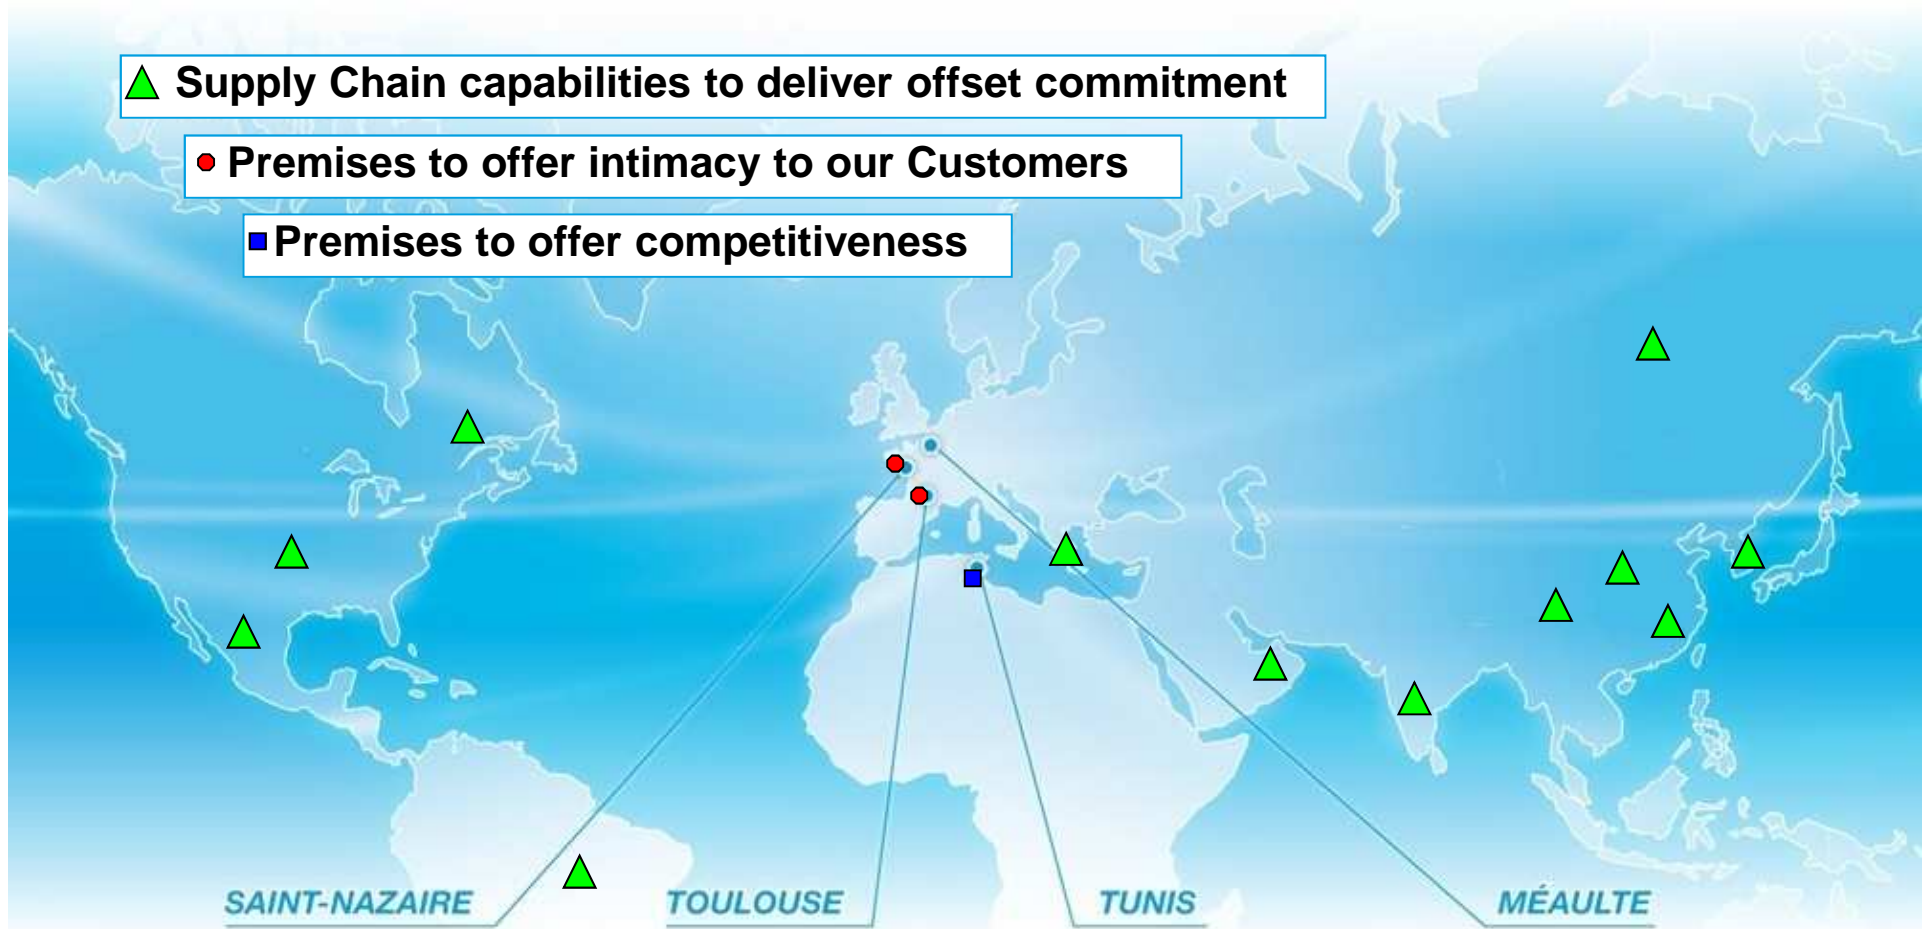 Supply Chain capabilities to deliver offset commitment
Premises to offer intimacy to our Customers
Premises to offer competitiveness
SAINT-NAZAIRE
TOULOUSE
TUNIS
MÉAULTE